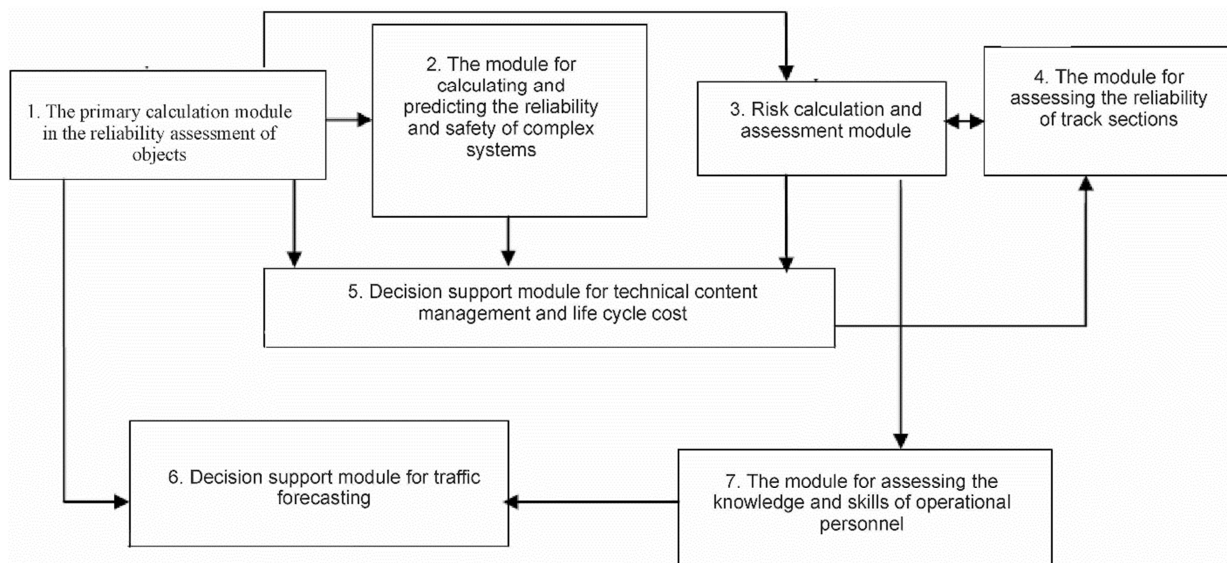 1. The primary calculation module
in the reliability assessment of
objects
2. The module for
calculating and
predicting the reliability
and safety of complex
systems
3. Risk calculation and
assessment module
4. The module for
assessing the reliability
of track sections
5. Decision support module for technical content
management and life cycle cost
6. Decision support module for traffic
forecasting
7. The module for assessing the
knowledge and skills of operational
personnel